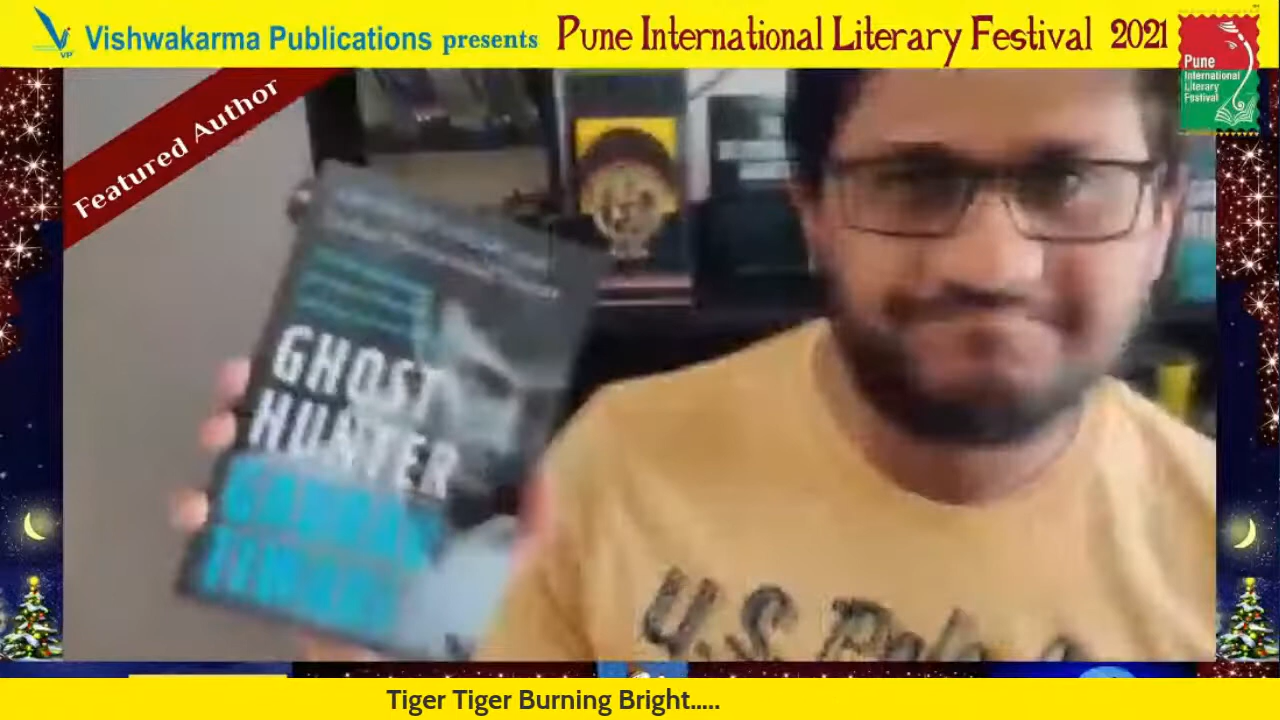 Vishwakarma Publications presents Pune International Literary Festival 2021
VP
Pune
International
Literary
Festival
Featured Author
GHOST
HUNTER
U.S. Polo
Tiger Tiger Burning Bright.....